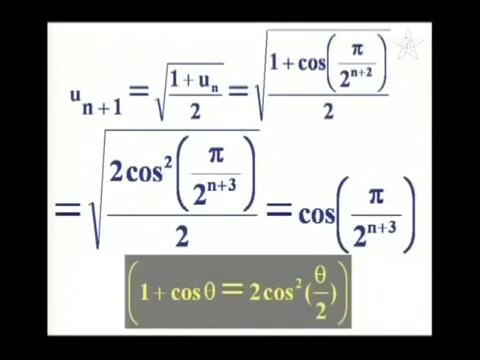 u_{n+1} = √((1 + u_n)/2) = √((1 + cos(π/2^{n+2}))/2)
= √((2cos²(π/2^{n+3}))/2) = cos(π/2^{n+3})
(1 + cos θ = 2cos²(θ/2))